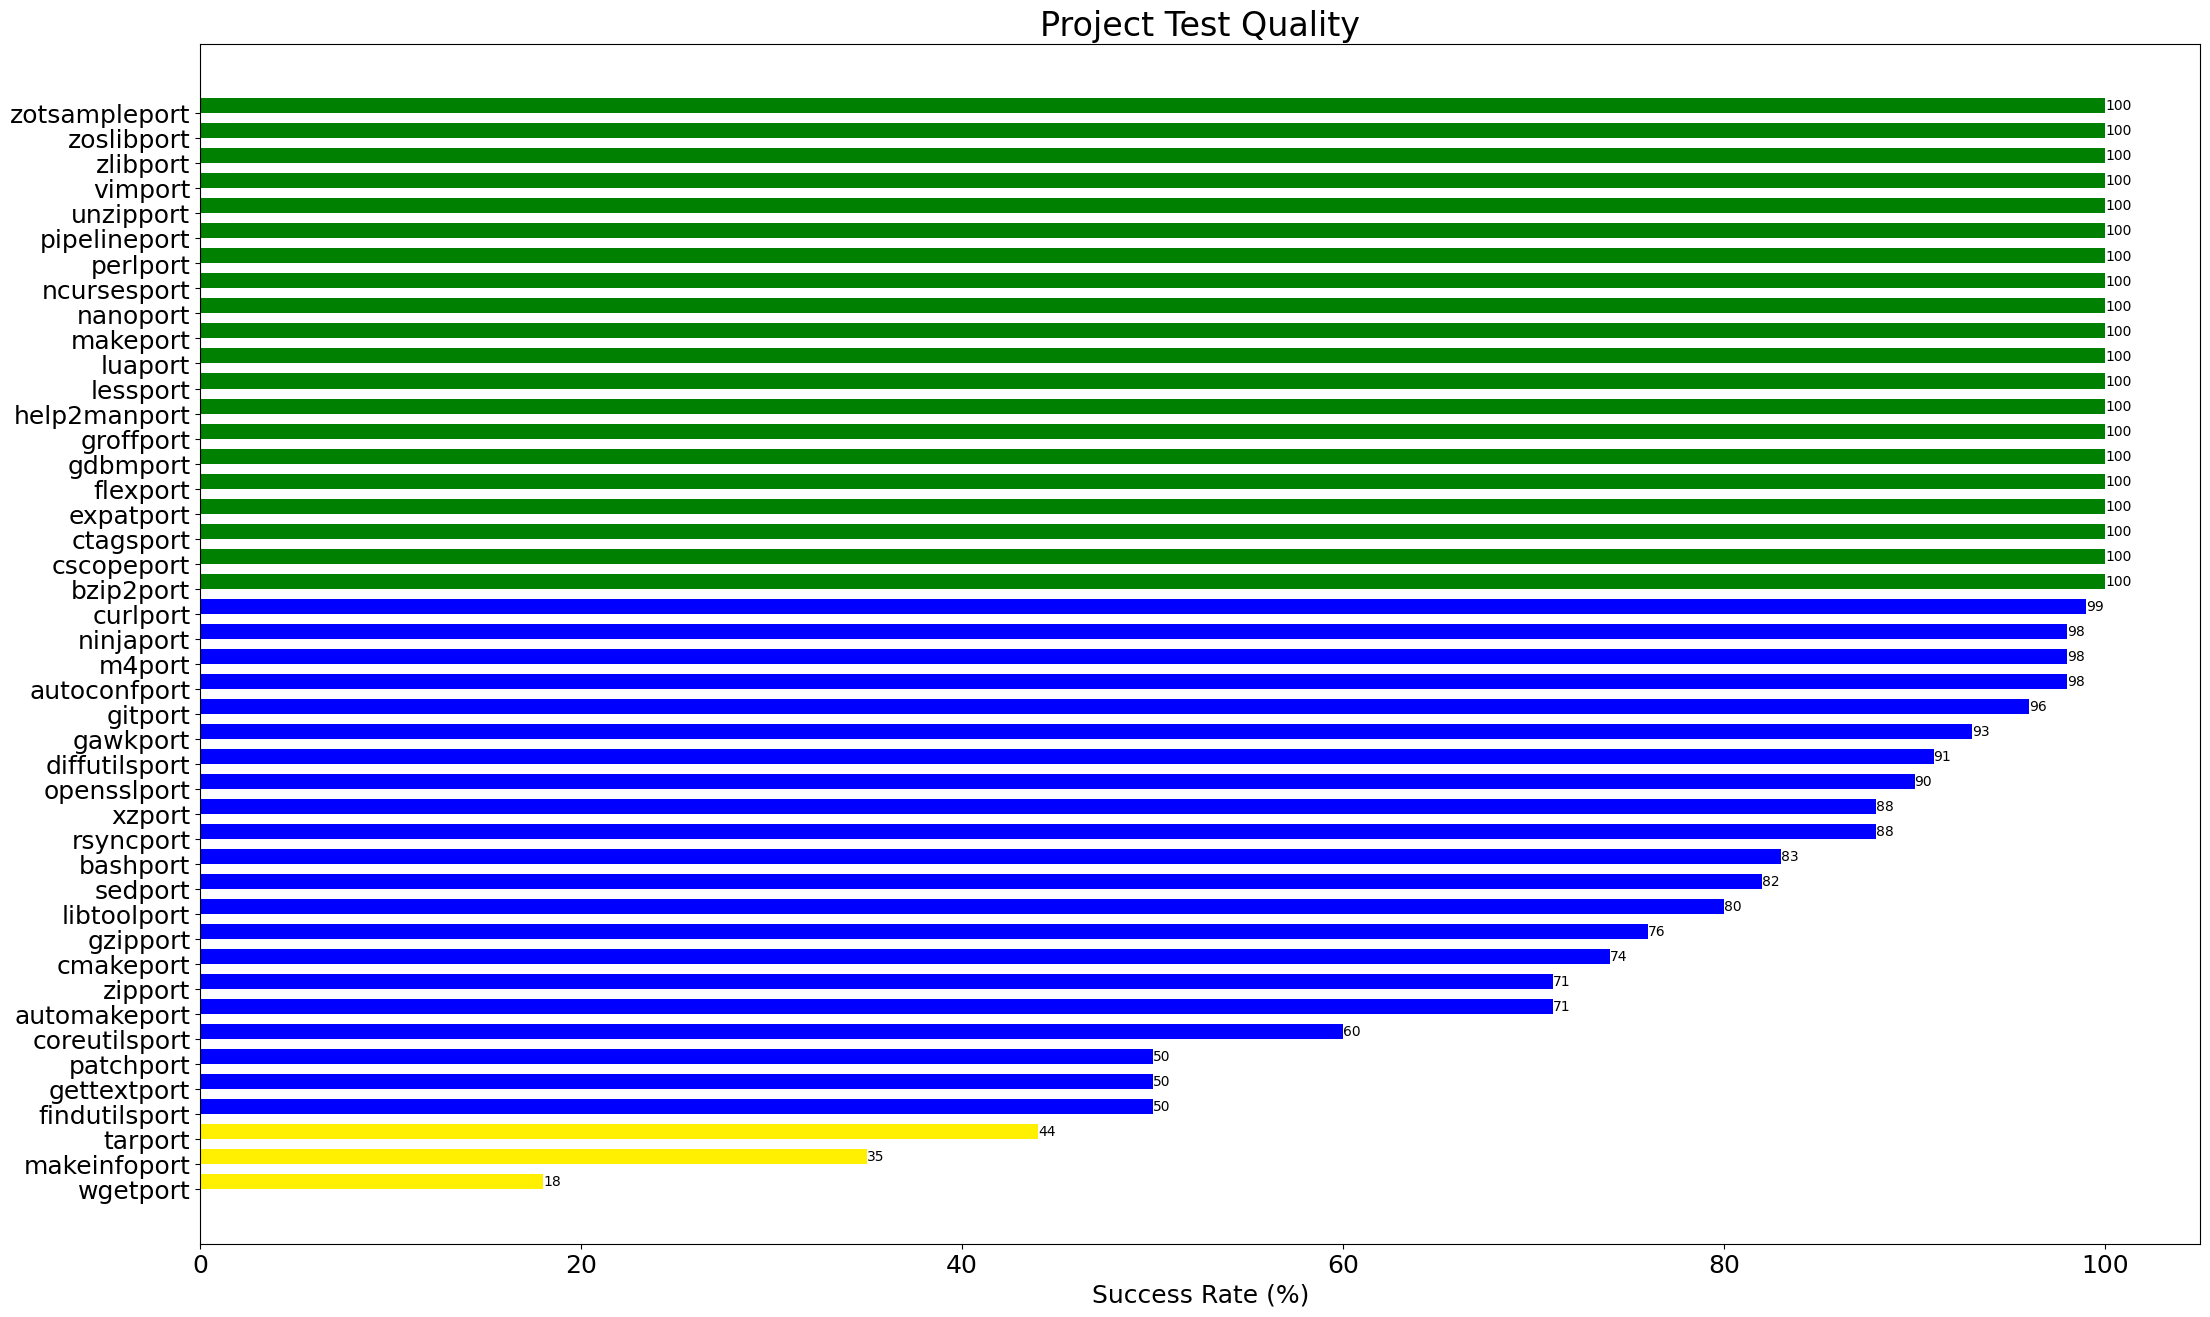 Project Test Quality
zotsampleport 100
zoslibport 100
zlibport 100
vimport 100
unzipport 100
pipelineport 100
perlport 100
ncursesport 100
nanoport 100
makeport 100
luaport 100
lessport 100
help2manport 100
groffport 100
gdbmport 100
flexport 100
expatport 100
ctagsport 100
cscopeport 100
bzip2port 100
curlport 99
ninjaport 98
m4port 98
autoconfport 98
gitport 96
gawkport 93
diffutilsport 91
opensslport 90
xzport 88
rsyncport 88
bashport 83
sedport 82
libtoolport 80
gzipport 76
cmakeport 74
zipport 71
automakeport 71
coreutilsport 60
patchport 50
gettextport 50
findutilsport 50
tarport 44
makeinfoport 35
wgetport 18
0 20 40 60 80 100
Success Rate (%)